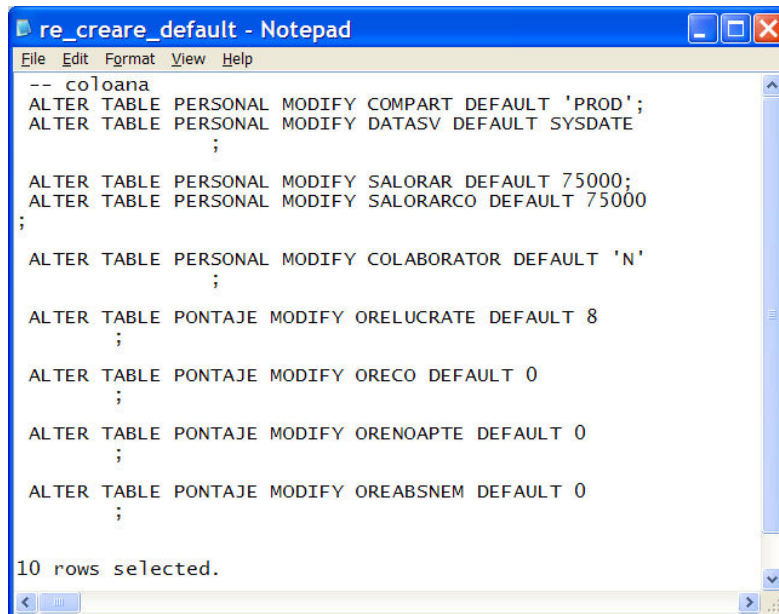 re_creare_default - Notepad
File Edit Format View Help
-- coloana
ALTER TABLE PERSONAL MODIFY COMPART DEFAULT 'PROD';
ALTER TABLE PERSONAL MODIFY DATASV DEFAULT SYSDATE
;
ALTER TABLE PERSONAL MODIFY SALORAR DEFAULT 75000;
ALTER TABLE PERSONAL MODIFY SALORARCO DEFAULT 75000
;
ALTER TABLE PERSONAL MODIFY COLABORATOR DEFAULT 'N'
;
ALTER TABLE PONTAJE MODIFY ORELUCRATE DEFAULT 8
;
ALTER TABLE PONTAJE MODIFY ORECO DEFAULT 0
;
ALTER TABLE PONTAJE MODIFY ORENOAPTE DEFAULT 0
;
ALTER TABLE PONTAJE MODIFY OREABSNEM DEFAULT 0
;
10 rows selected.